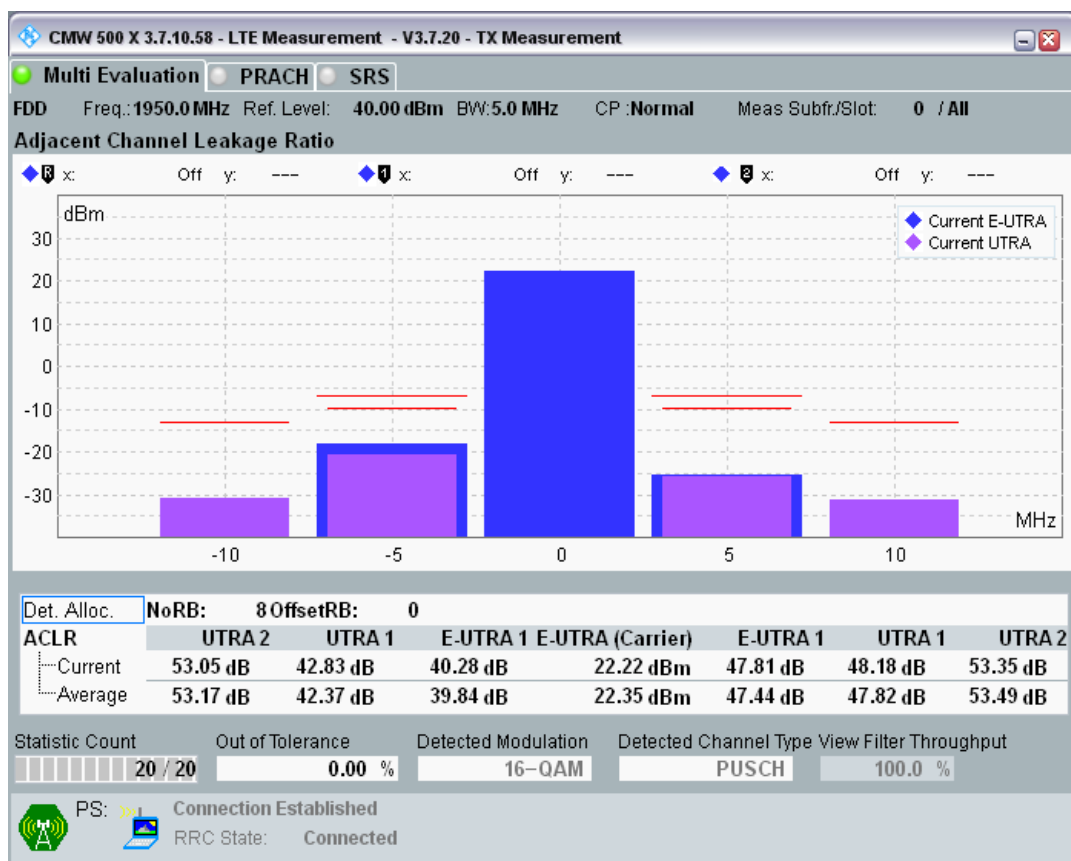 CMW 500 X 3.7.10.58 - LTE Measurement - V3.7.20 - TX Measurement
Multi Evaluation PRACH SRS
FDD Freq.:1950.0 MHz Ref. Level: 40.00 dBm BW:5.0 MHz CP :Normal Meas Subfr./Slot: 0 / All
Adjacent Channel Leakage Ratio
R x: Off y: --- 1 x: Off y: --- 2 x: Off y: ---
dBm
Current E-UTRA
Current UTRA
30
20
10
0
-10
-20
-30
MHz
-10 -5 0 5 10
Det. Alloc. NoRB: 8 OffsetRB: 0
ACLR UTRA 2 UTRA 1 E-UTRA 1 E-UTRA (Carrier) E-UTRA 1 UTRA 1 UTRA 2
Current 53.05 dB 42.83 dB 40.28 dB 22.22 dBm 47.81 dB 48.18 dB 53.35 dB
Average 53.17 dB 42.37 dB 39.84 dB 22.35 dBm 47.44 dB 47.82 dB 53.49 dB
Statistic Count Out of Tolerance Detected Modulation Detected Channel Type View Filter Throughput
20 / 20 0.00 % 16-QAM PUSCH 100.0 %
PS: Connection Established
RRC State: Connected